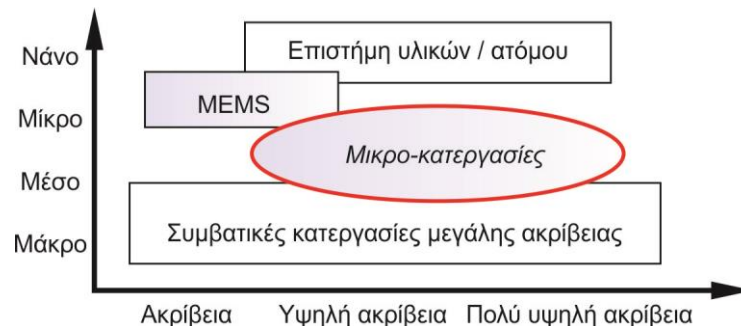 Νάνο
Επιστήμη υλικών / ατόμου
MEMS
Μίκρο
Μικρο-κατεργασίες
Μέσο
Συμβατικές κατεργασίες μεγάλης ακρίβειας
Μάκρο
Ακρίβεια Υψηλή ακρίβεια Πολύ υψηλή ακρίβεια